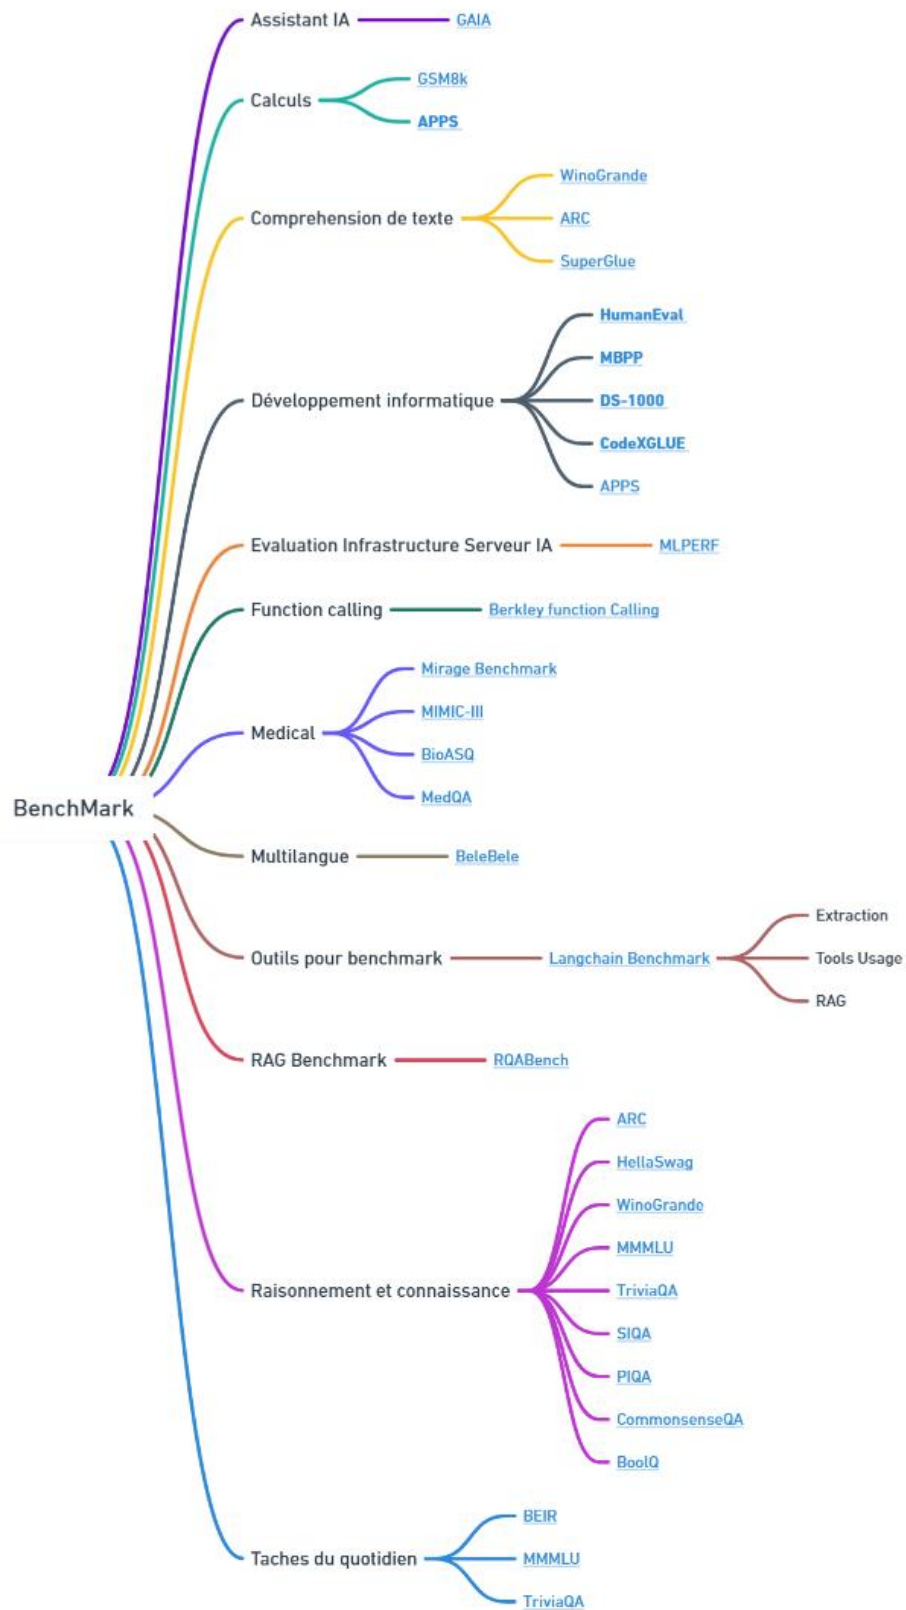 Assistant IA
GAIA
Calculs
GSM8k
APPS
Comprehension de texte
WinoGrande
ARC
SuperGlue
Développement informatique
HumanEval
MBPP
DS-1000
CodeXGLUE
APPS
Evaluation Infrastructure Serveur IA
MLPERF
Function calling
Berkley function Calling
Medical
Mirage Benchmark
MIMIC-III
BioASQ
MedQA
BenchMark
Multilangue
BeleBele
Outils pour benchmark
Langchain Benchmark
Extraction
Tools Usage
RAG
RAG Benchmark
RQABench
Raisonnement et connaissance
ARC
HellaSwag
WinoGrande
MMMLU
TriviaQA
SIQA
PIQA
CommonsenseQA
BoolQ
Taches du quotidien
BEIR
MMMLU
TriviaQA